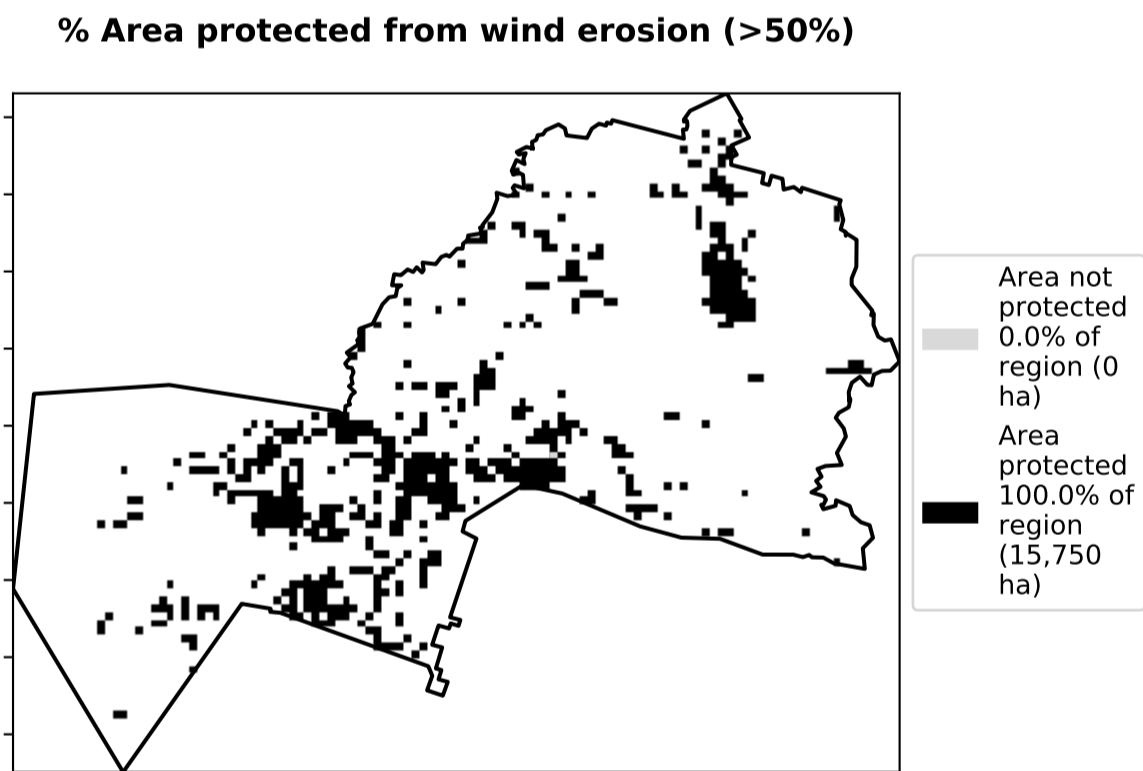 % Area protected from wind erosion (>50%)
Area not
protected
0.0% of
region (0
ha)
Area
protected
100.0% of
region
(15,750
ha)